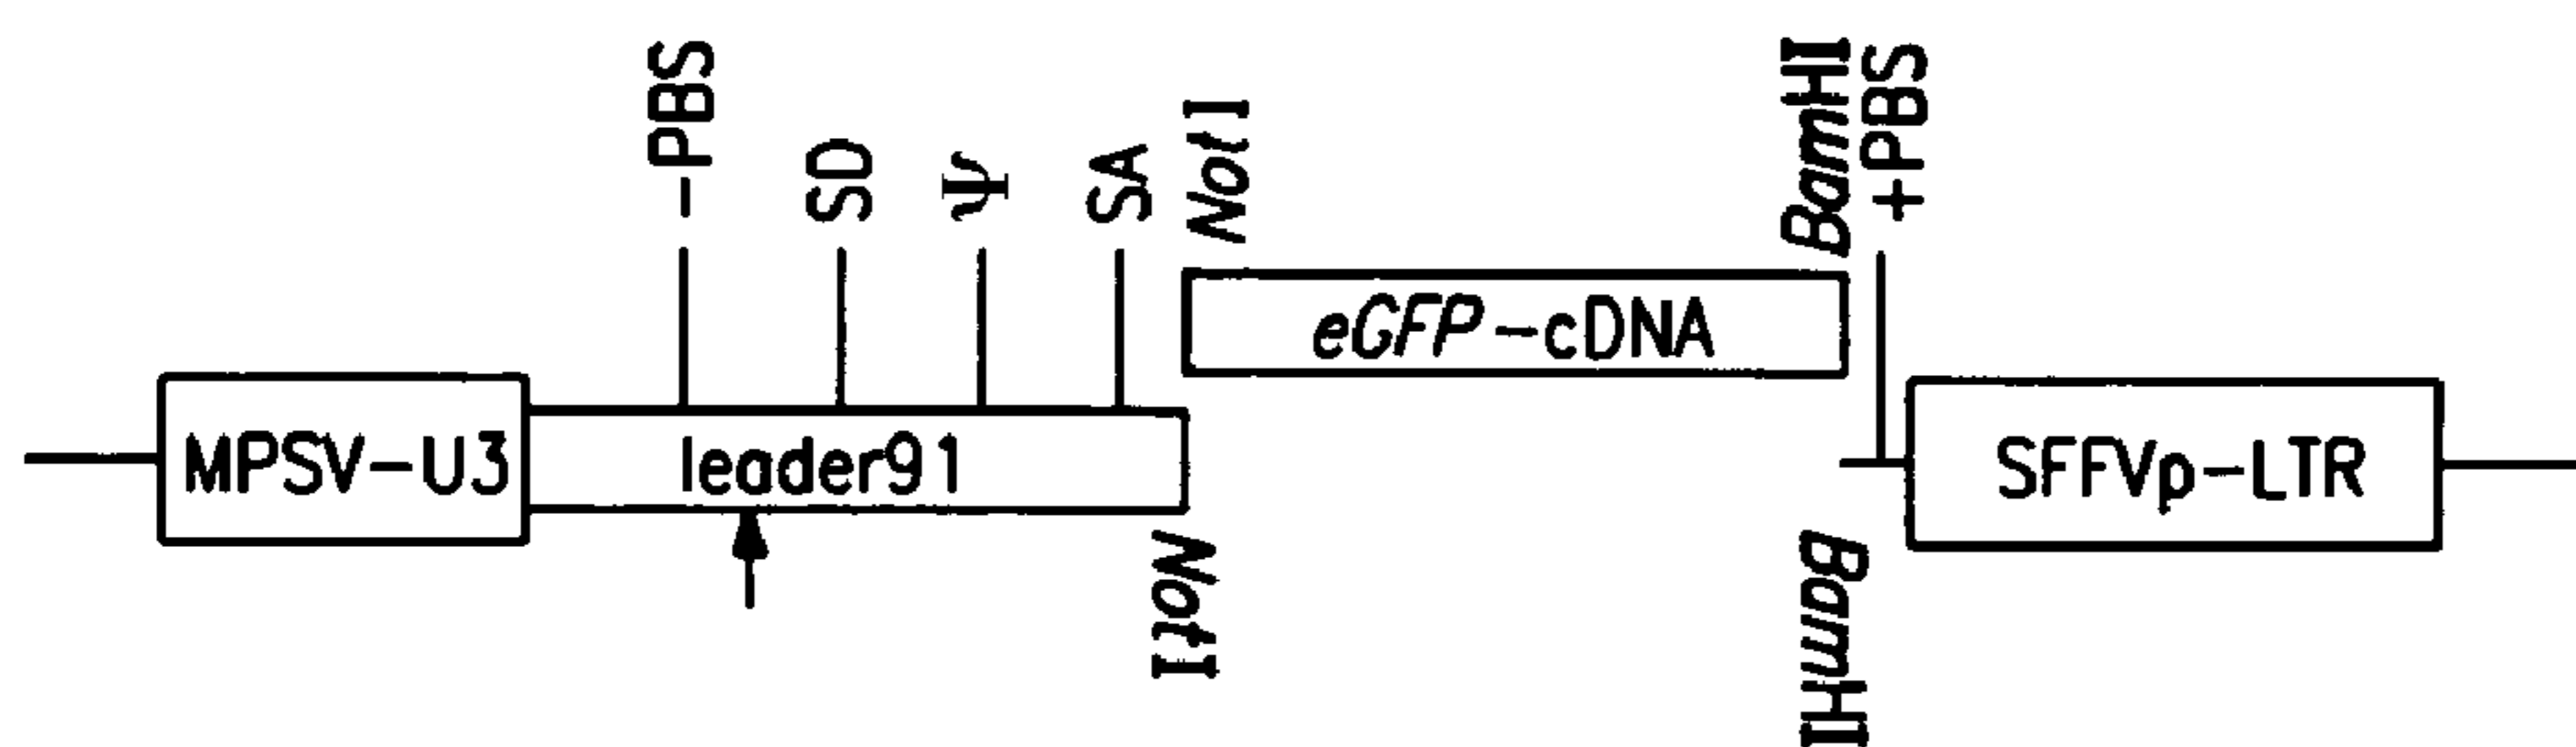 -PBS
SD
Ψ
SA
NotI
BamHI
+PBS
eGFP-cDNA
MPSV-U3
leader91
SFFVp-LTR
NotI
BamHI